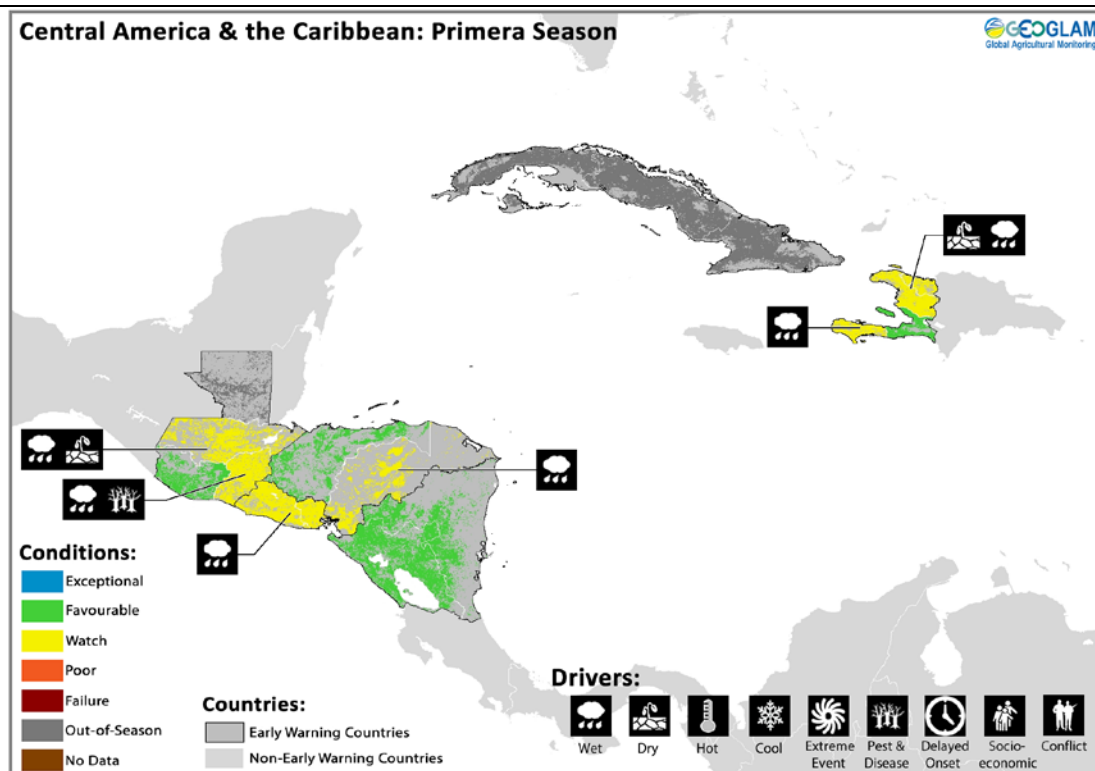 Central America & the Caribbean: Primera Season
GEOGLAM
Global Agricultural Monitoring
Conditions:
Exceptional
Favourable
Watch
Poor
Failure
Out-of-Season
No Data
Countries:
Early Warning Countries
Non-Early Warning Countries
Drivers:
Wet
Dry
Hot
Cool
Extreme
Event
Pest &
Disease
Delayed
Onset
Socio-
economic
Conflict